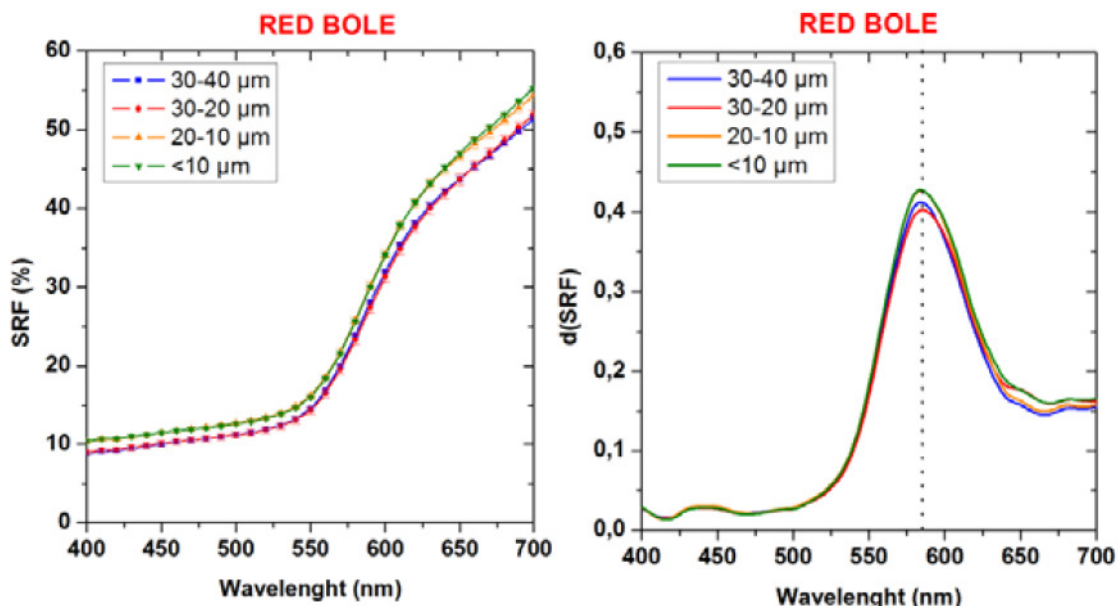 RED BOLE
60
50
40
30
20
10
0
SRF (%)
30-40 µm
30-20 µm
20-10 µm
<10 µm
400 450 500 550 600 650 700
Wavelenght (nm)
RED BOLE
0,6
0,5
0,4
0,3
0,2
0,1
0,0
d(SRF)
30-40 µm
30-20 µm
20-10 µm
<10 µm
400 450 500 550 600 650 700
Wavelenght (nm)